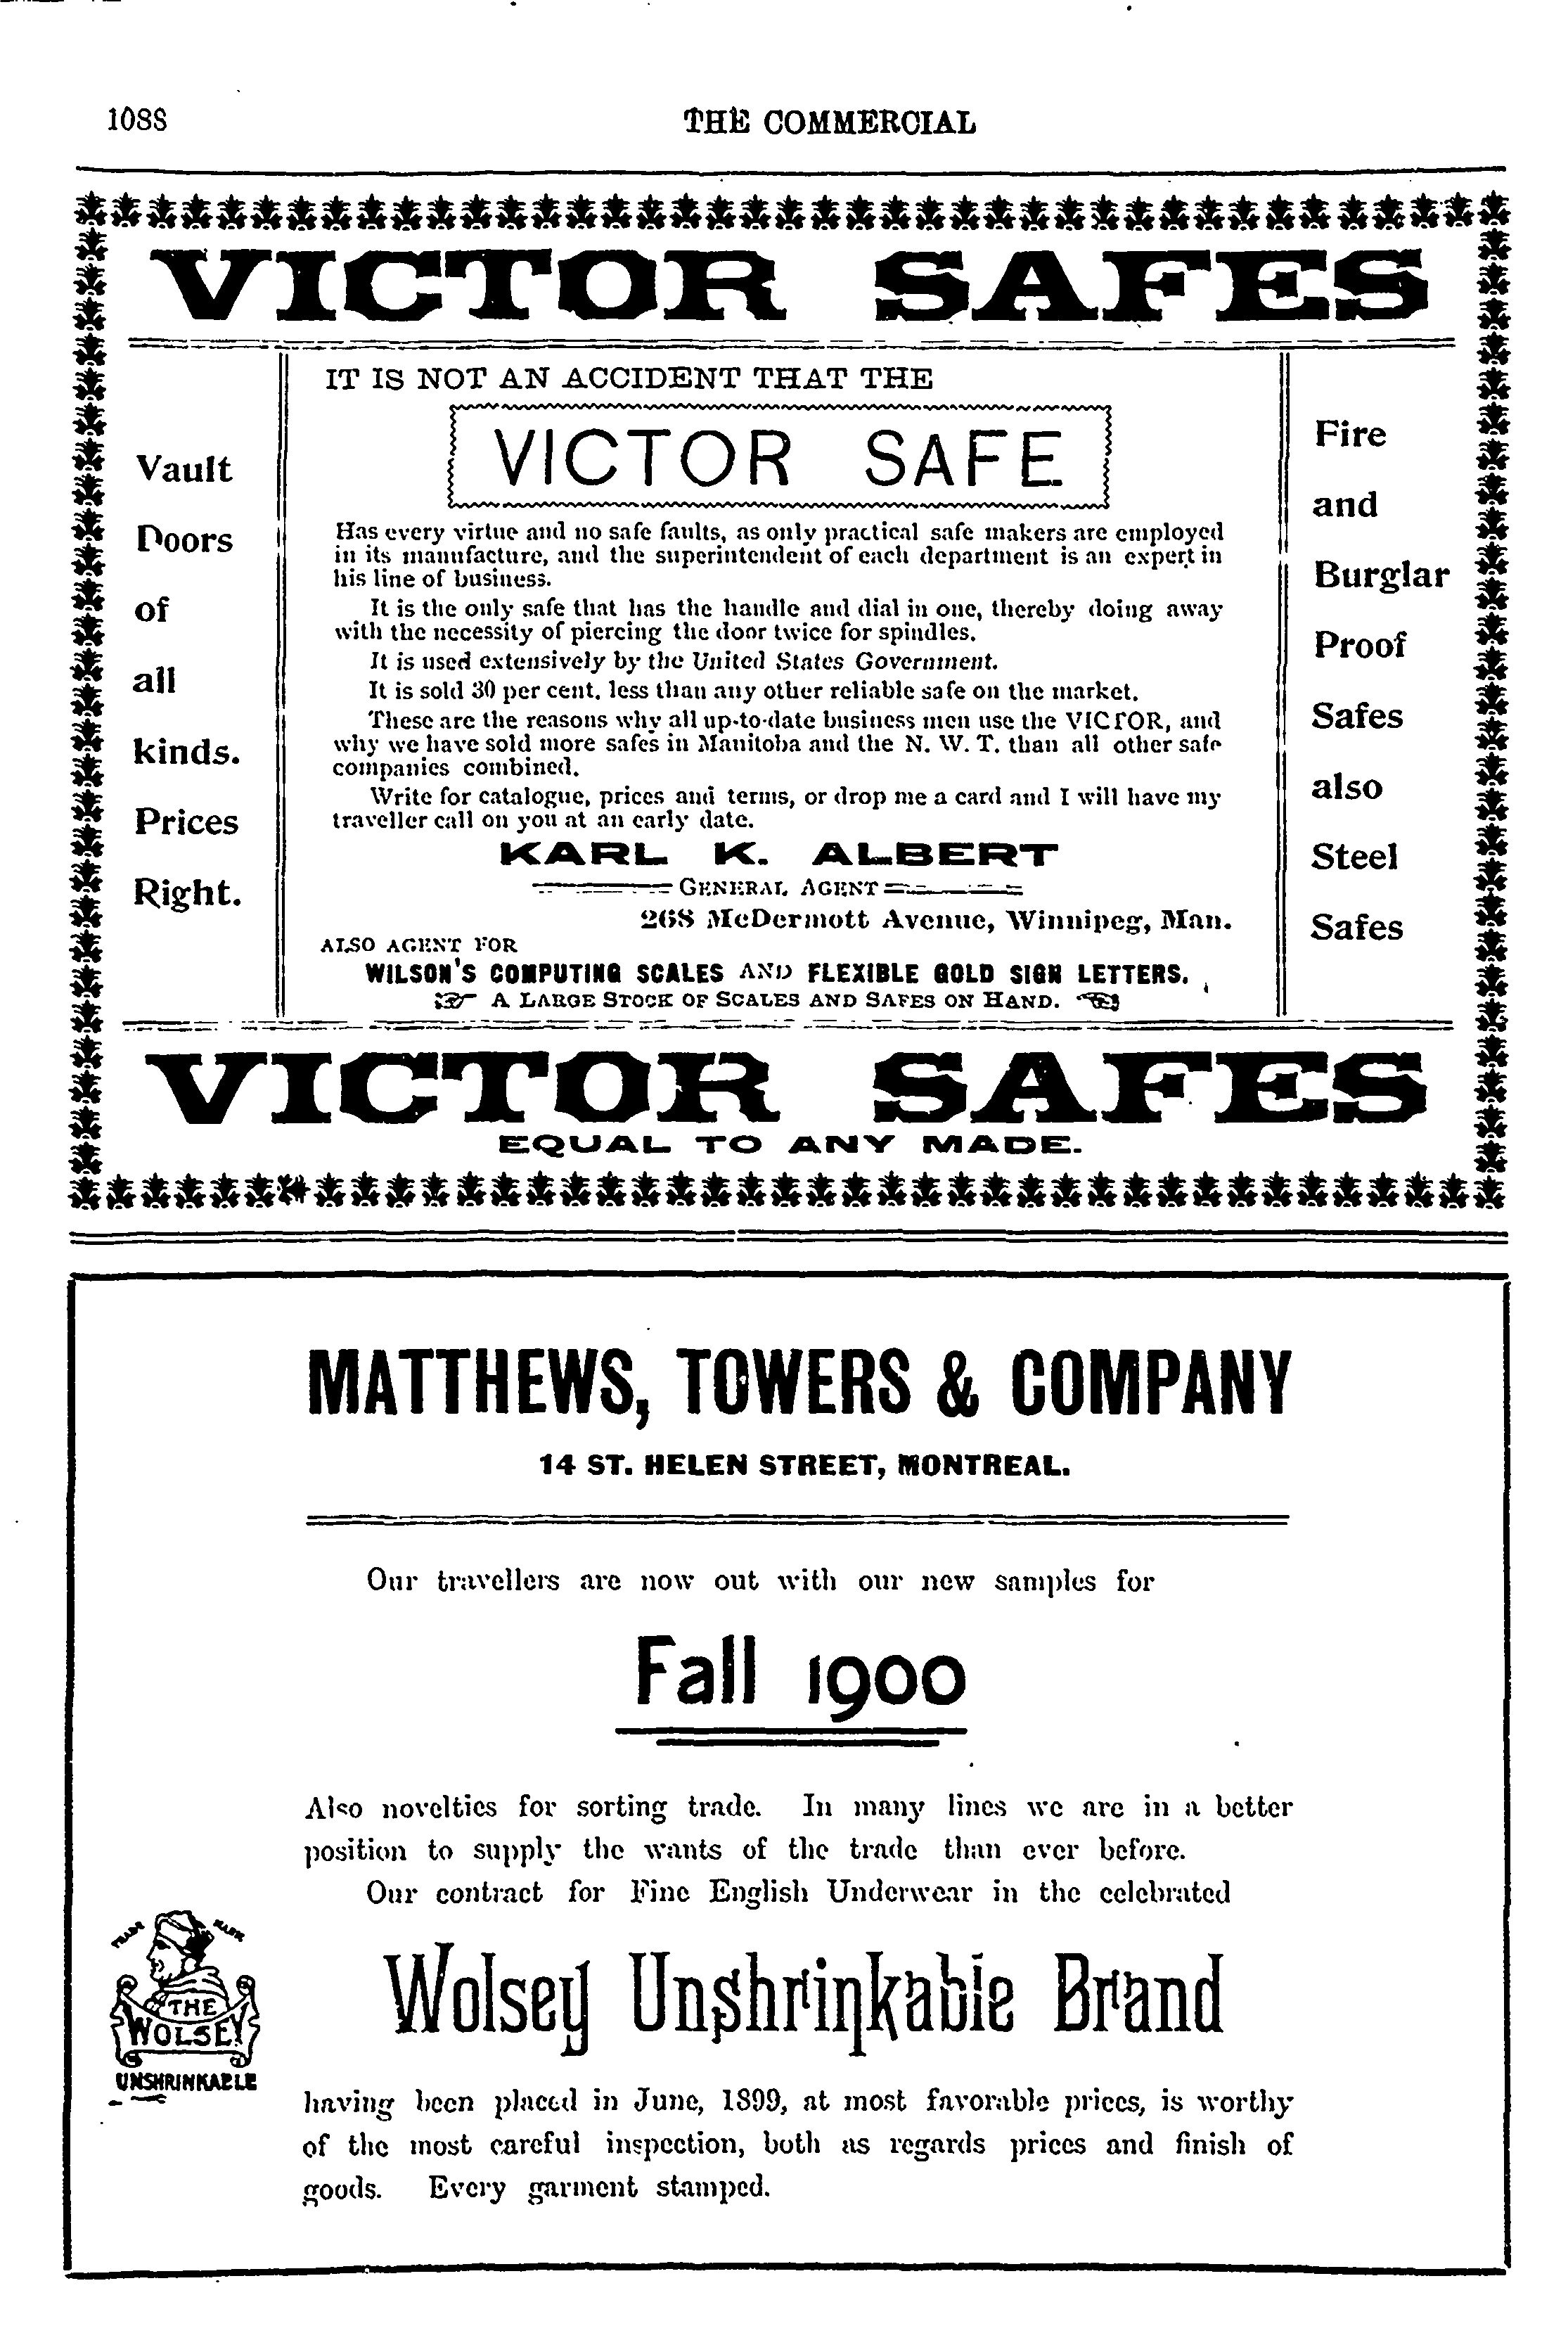 1088
THE COMMERCIAL
VICTOR SAFES
Vault
Doors
of
all
kinds.
Prices
Right.
IT IS NOT AN ACCIDENT THAT THE
VICTOR SAFE
Has every virtue and no safe faults, as only practical safe makers are employed
in its manufacture, and the superintendent of each department is an expert in
his line of business.
It is the only safe that has the handle and dial in one, thereby doing away
with the necessity of piercing the door twice for spindles.
It is used extensively by the United States Government.
It is sold 30 per cent. less than any other reliable safe on the market.
These are the reasons why all up-to-date business men use the VICTOR, and
why we have sold more safes in Manitoba and the N. W. T. than all other safe
companies combined.
Write for catalogue, prices and terms, or drop me a card and I will have my
traveller call on you at an early date.
KARL K. ALBERT
GENERAL AGENT
268 McDermott Avenue, Winnipeg, Man.
ALSO AGENT FOR
WILSON'S COMPUTING SCALES AND FLEXIBLE GOLD SIGN LETTERS.
A LARGE STOCK OF SCALES AND SAFES ON HAND.
Fire
and
Burglar
Proof
Safes
also
Steel
Safes
VICTOR SAFES
EQUAL TO ANY MADE.
MATTHEWS, TOWERS & COMPANY
14 ST. HELEN STREET, MONTREAL.
Our travellers are now out with our new samples for
Fall 1900
Also novelties for sorting trade. In many lines we are in a better
position to supply the wants of the trade than ever before.
Our contract for Fine English Underwear in the celebrated
TRADE MARK
THE
WOLSEY
UNSHRINKABLE
Wolsey Unshrinkable Brand
having been placed in June, 1899, at most favorable prices, is worthy
of the most careful inspection, both as regards prices and finish of
goods. Every garment stamped.